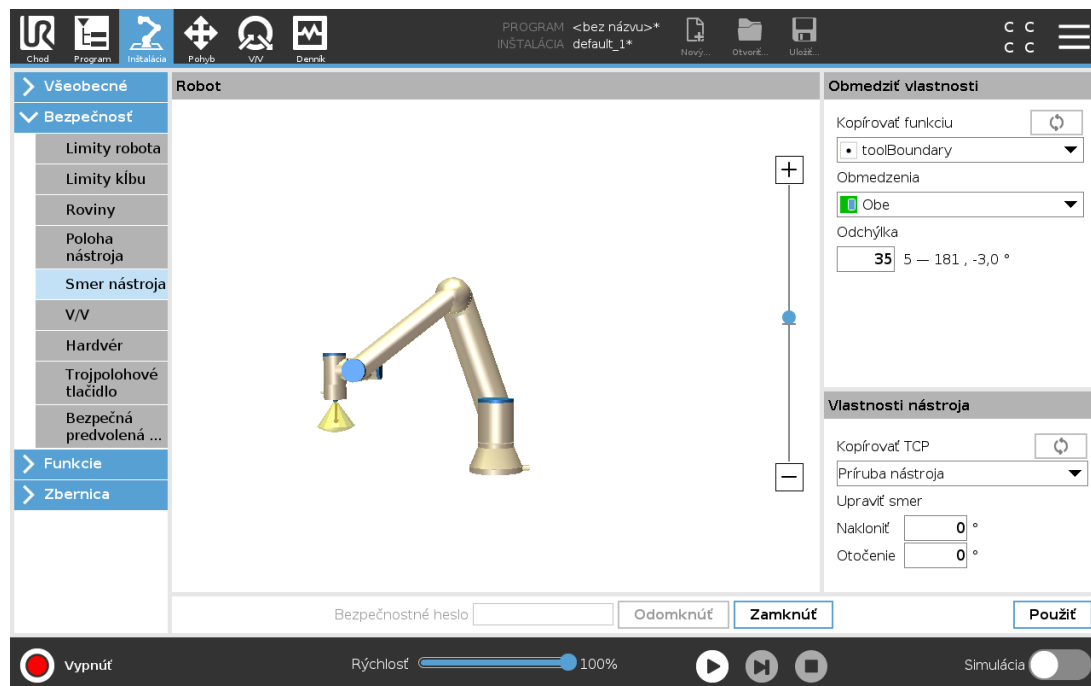 PROGRAM <bez názvu>*
INŠTALÁCIA default_1*
Chod
Program
Inštalácia
Pohyb
V/V
Denník
Nový...
Otvoriť...
Uložiť...
C C
C C
Všeobecné
Bezpečnosť
Limity robota
Limity kĺbu
Roviny
Poloha
nástroja
Smer nástroja
V/V
Hardvér
Trojpolohové
tlačidlo
Bezpečná
predvolená ...
Funkcie
Zbernica
Robot
Obmedziť vlastnosti
Kopírovať funkciu
toolBoundary
Obmedzenia
Obe
Odchýlka
35 5 — 181 , -3,0 °
Vlastnosti nástroja
Kopírovať TCP
Príruba nástroja
Upraviť smer
Nakloniť 0 °
Otočenie 0 °
Bezpečnostné heslo Odomknúť Zamknúť Použiť
Vypnúť Rýchlosť 100% Simulácia